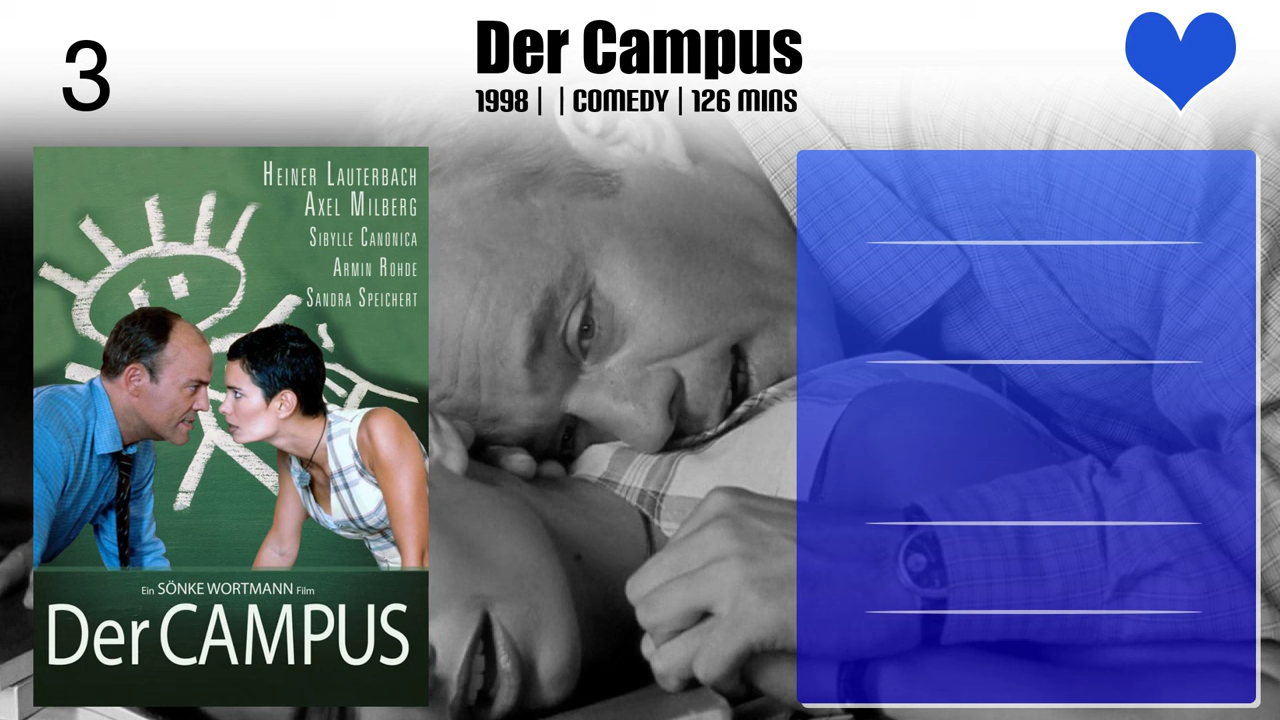 3
Der Campus
1998 | | COMEDY | 126 MINS
HEINER LAUTERBACH
AXEL MILBERG
SIBYLLE CANONICA
ARMIN ROHDE
SANDRA SPEICHERT
Ein SÖNKE WORTMANN Film
Der CAMPUS